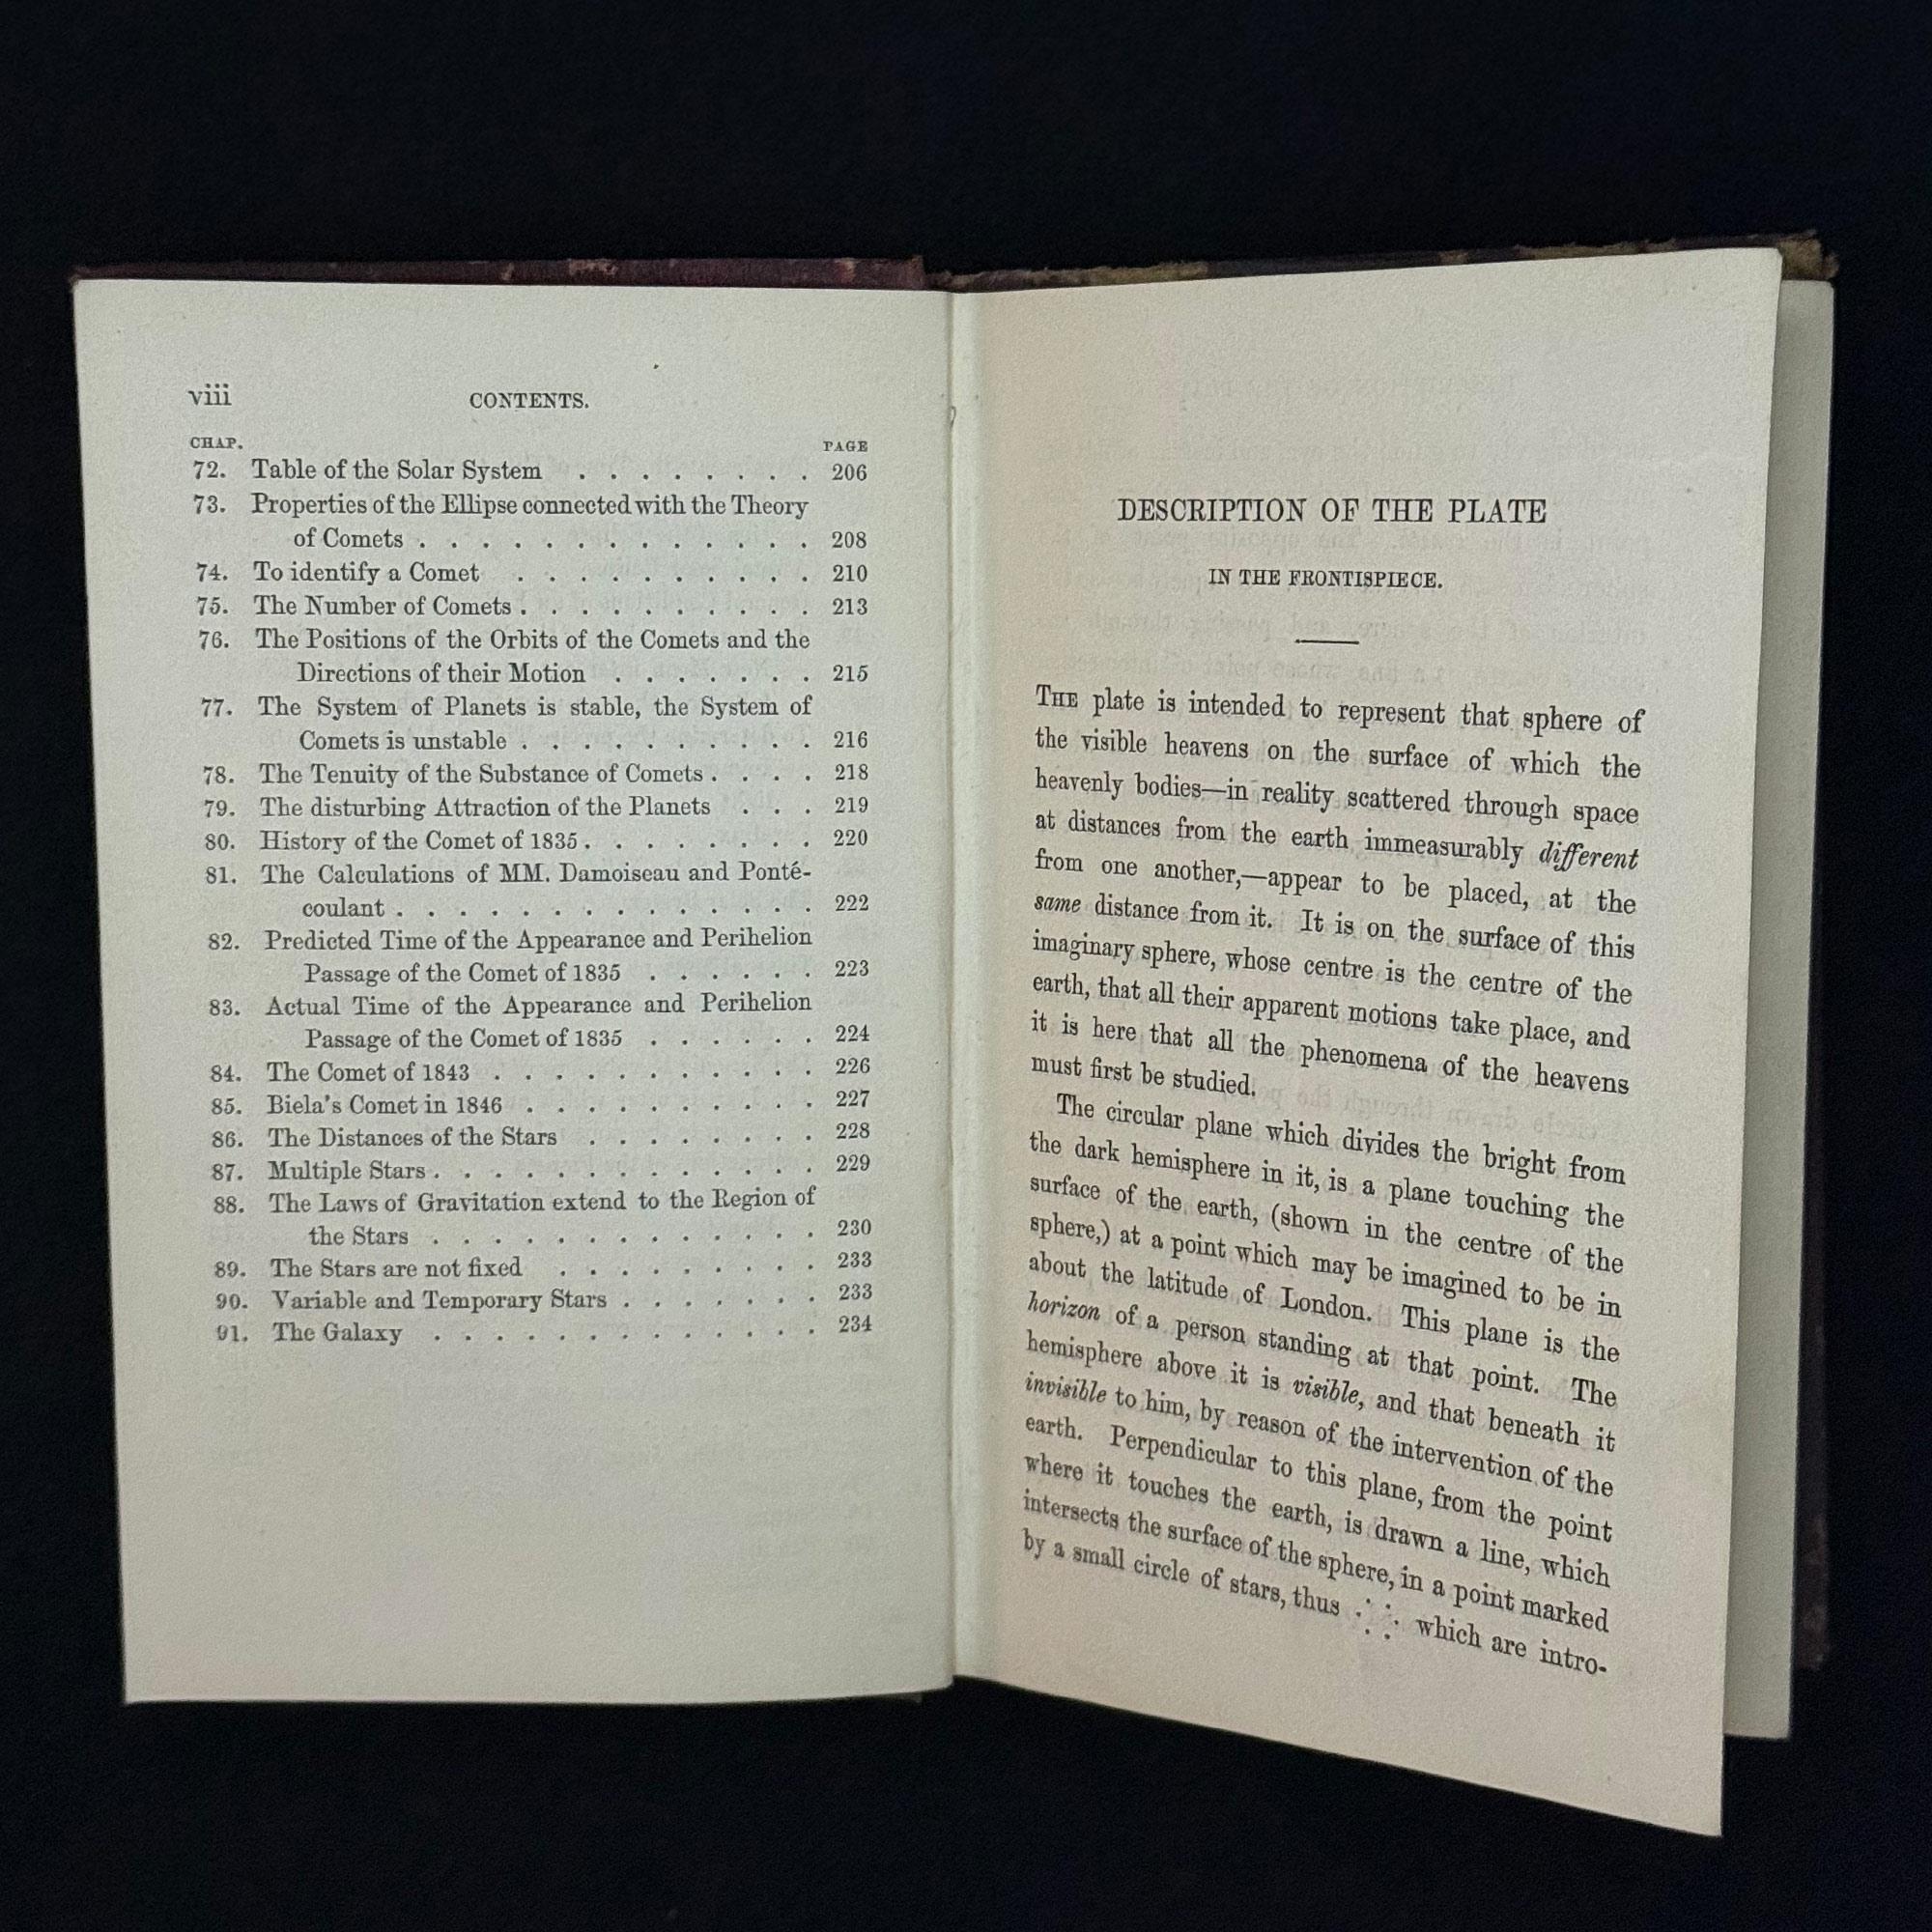 viii CONTENTS.
CHAP. PAGE
72. Table of the Solar System . . . . . . . . 206
73. Properties of the Ellipse connected with the Theory
of Comets . . . . . . . . . . . . . 208
74. To identify a Comet . . . . . . . . . . 210
75. The Number of Comets . . . . . . . . . . 213
76. The Positions of the Orbits of the Comets and the
Directions of their Motion . . . . . . . 215
77. The System of Planets is stable, the System of
Comets is unstable . . . . . . . . . . 216
78. The Tenuity of the Substance of Comets . . . . 218
79. The disturbing Attraction of the Planets . . . 219
80. History of the Comet of 1835 . . . . . . . . 220
81. The Calculations of MM. Damoiseau and Ponté-
coulant . . . . . . . . . . . . . . 222
82. Predicted Time of the Appearance and Perihelion
Passage of the Comet of 1835 . . . . . . 223
83. Actual Time of the Appearance and Perihelion
Passage of the Comet of 1835 . . . . . . 224
84. The Comet of 1843 . . . . . . . . . . . 226
85. Biela's Comet in 1846 . . . . . . . . . . 227
86. The Distances of the Stars . . . . . . . . 228
87. Multiple Stars . . . . . . . . . . . . . 229
88. The Laws of Gravitation extend to the Region of
the Stars . . . . . . . . . . . . . 230
89. The Stars are not fixed . . . . . . . . . 233
90. Variable and Temporary Stars . . . . . . . 233
91. The Galaxy . . . . . . . . . . . . . 234
DESCRIPTION OF THE PLATE
IN THE FRONTISPIECE.
THE plate is intended to represent that sphere of
the visible heavens on the surface of which the
heavenly bodies—in reality scattered through space
at distances from the earth immeasurably different
from one another,—appear to be placed, at the
same distance from it. It is on the surface of this
imaginary sphere, whose centre is the centre of the
earth, that all their apparent motions take place, and
it is here that all the phenomena of the heavens
must first be studied.
The circular plane which divides the bright from
the dark hemisphere in it, is a plane touching the
surface of the earth, (shown in the centre of the
sphere,) at a point which may be imagined to be in
about the latitude of London. This plane is the
horizon of a person standing at that point. The
hemisphere above it is visible, and that beneath it
invisible to him, by reason of the intervention of the
earth. Perpendicular to this plane, from the point
where it touches the earth, is drawn a line, which
intersects the surface of the sphere, in a point marked
by a small circle of stars, thus which are intro-